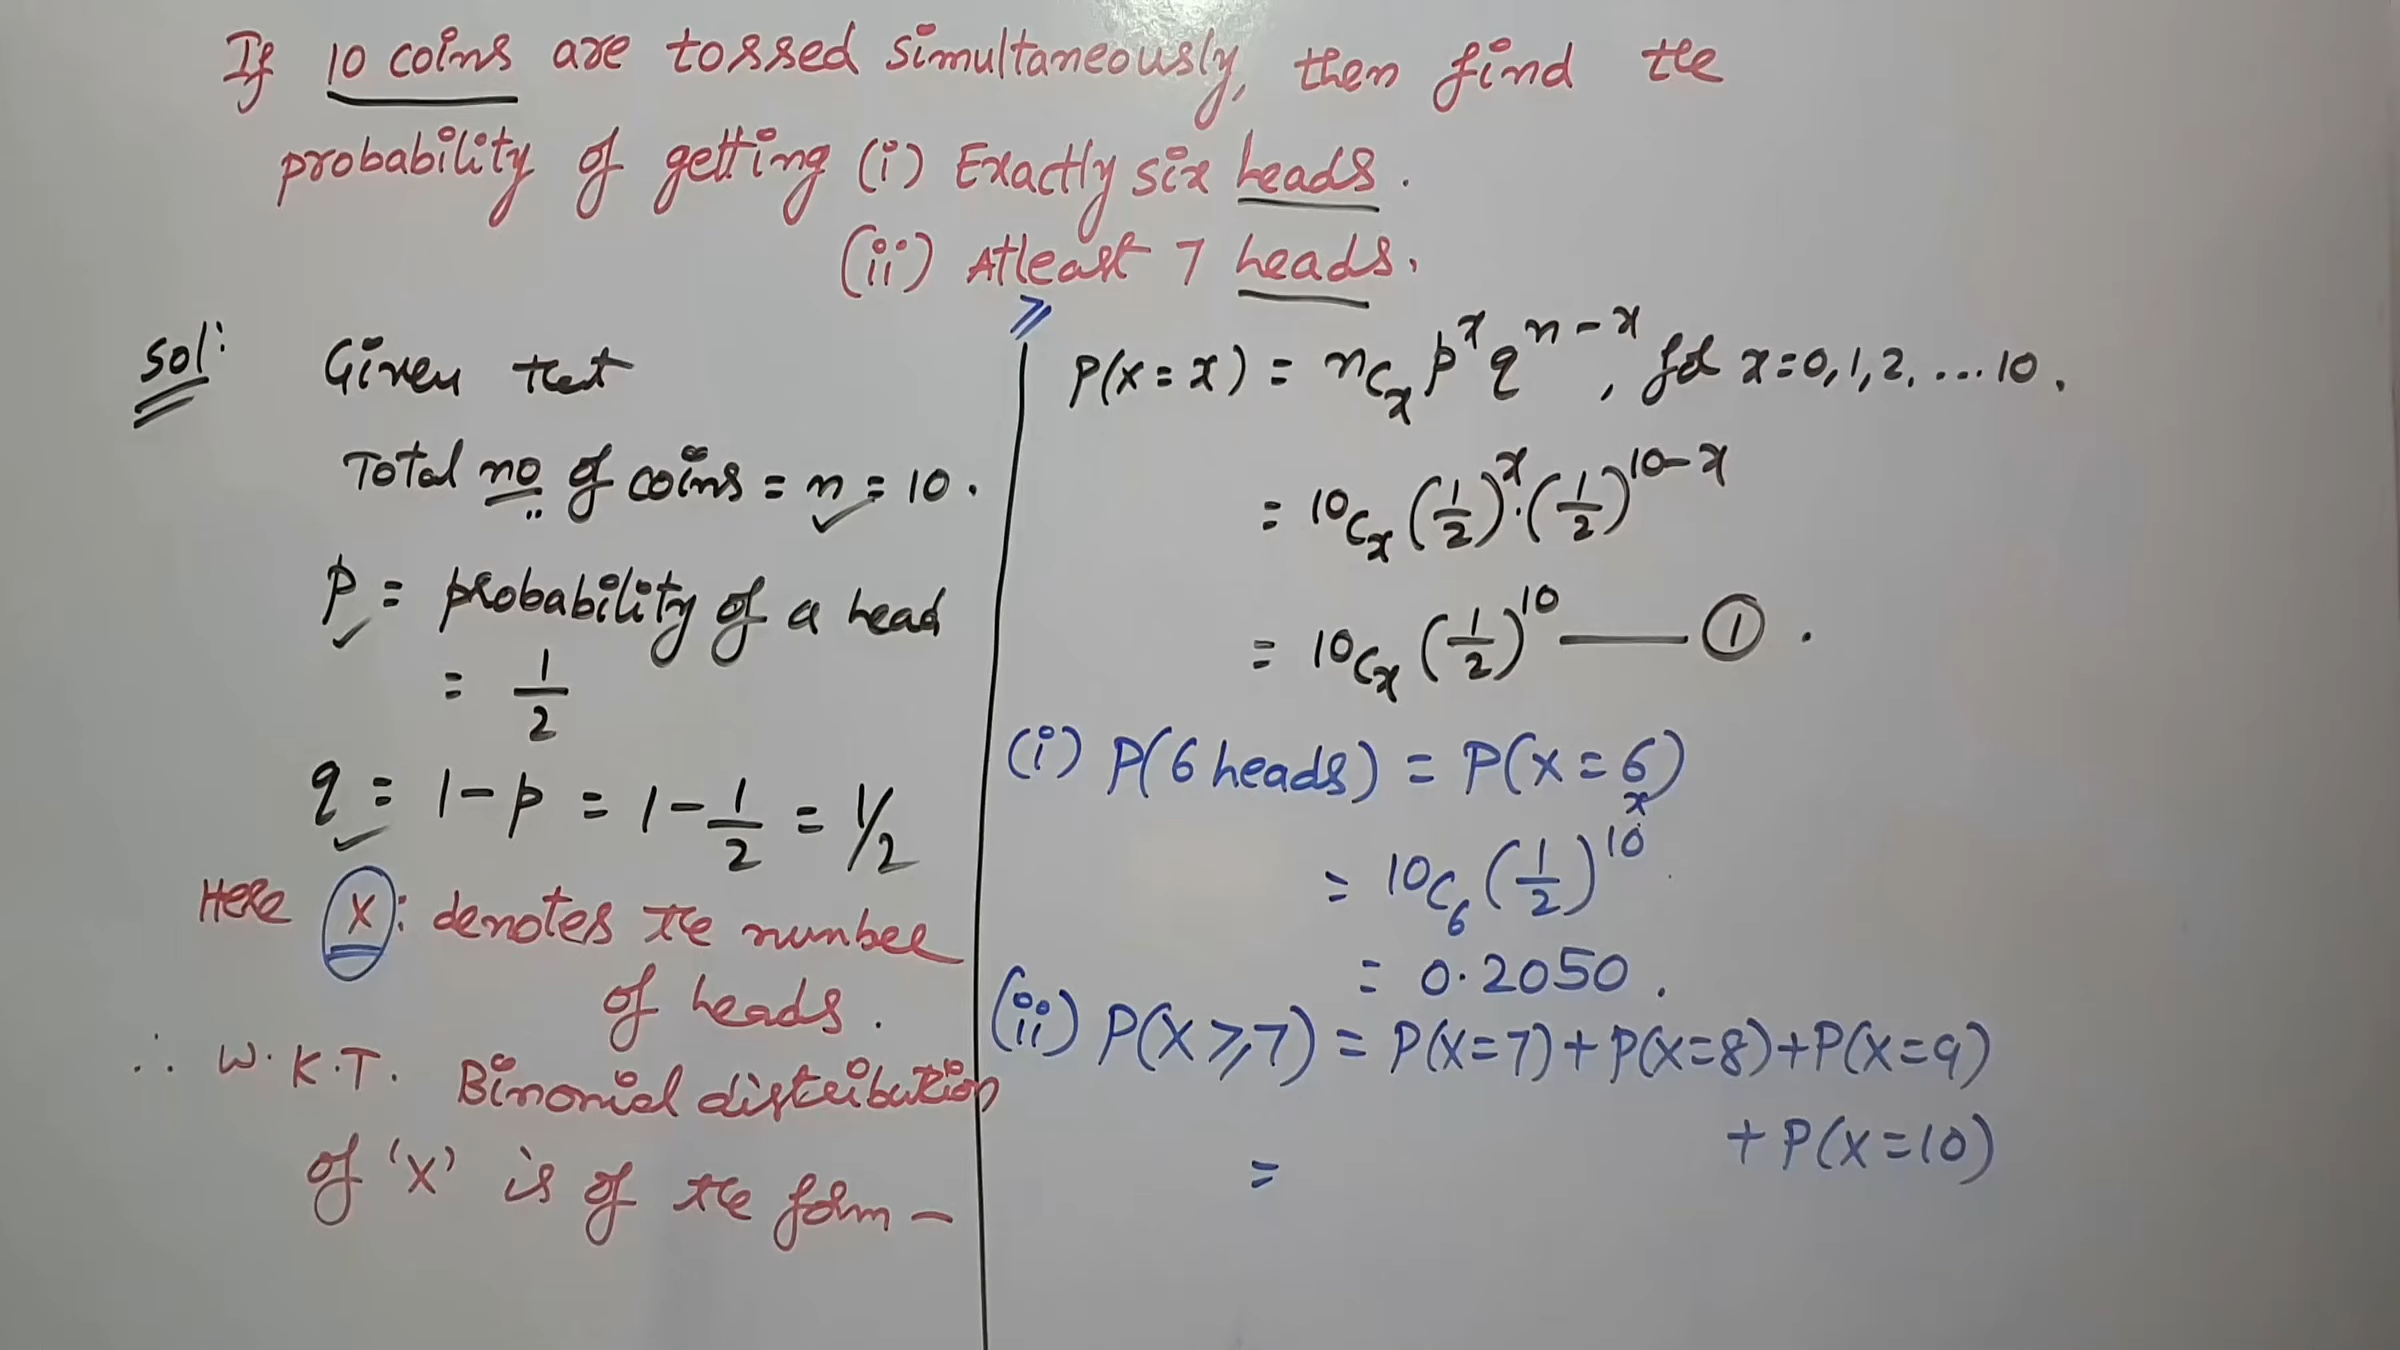 If 10 coins are tossed simultaneously, then find the
probability of getting (i) Exactly six heads.
(ii) Atleast 7 heads.
≥
Sol:
Given that
Total no of coins = n = 10.
p = probability of a head
= 1/2
q = 1-p = 1-1/2 = 1/2
Here X: denotes the number
of heads.
∴ W.K.T. Binomial distribution
of 'X' is of the form -
P(X=x) = nCx p^x q^(n-x), for x=0,1,2,...10.
= 10Cx (1/2)^x . (1/2)^(10-x)
= 10Cx (1/2)^10 —— ①.
(i) P(6 heads) = P(X=6)
x
= 10C6 (1/2)^10
= 0.2050.
(ii) P(X≥7) = P(X=7)+P(X=8)+P(X=9)
+P(X=10)
=